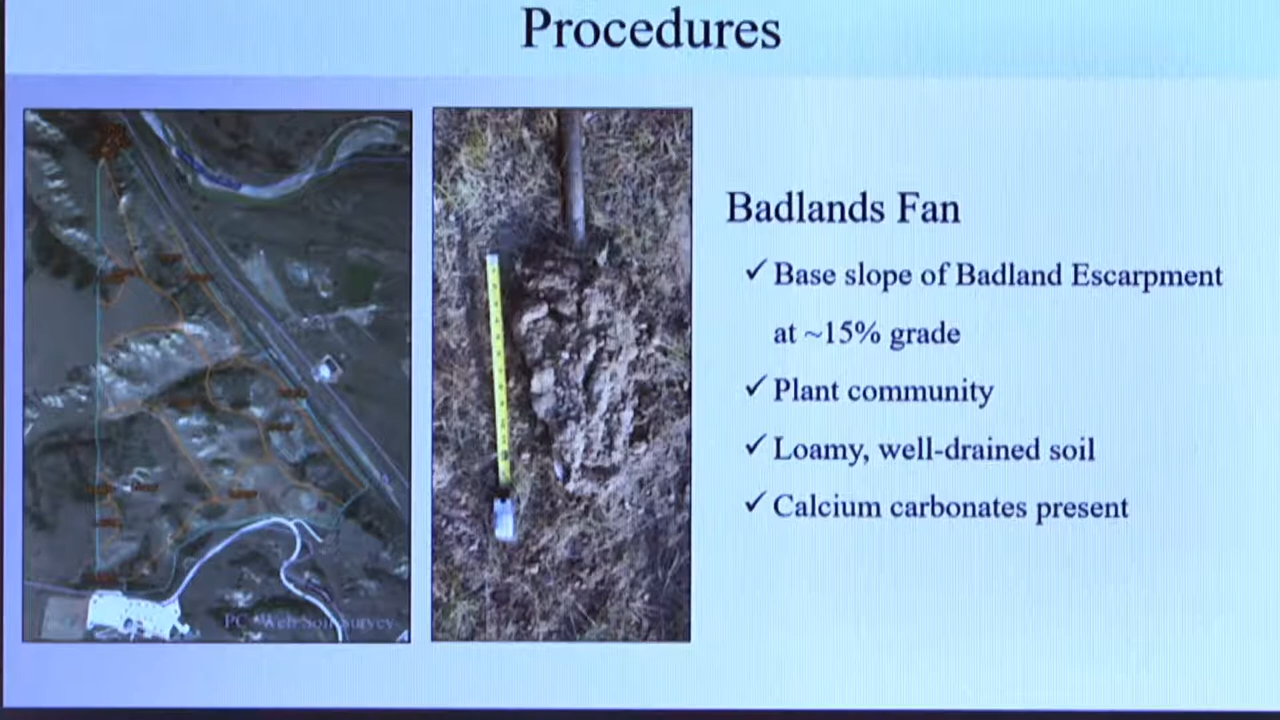 Procedures
Badlands Fan
✓ Base slope of Badland Escarpment
at ~15% grade
✓ Plant community
✓ Loamy, well-drained soil
✓ Calcium carbonates present
PC: Web Soil Survey